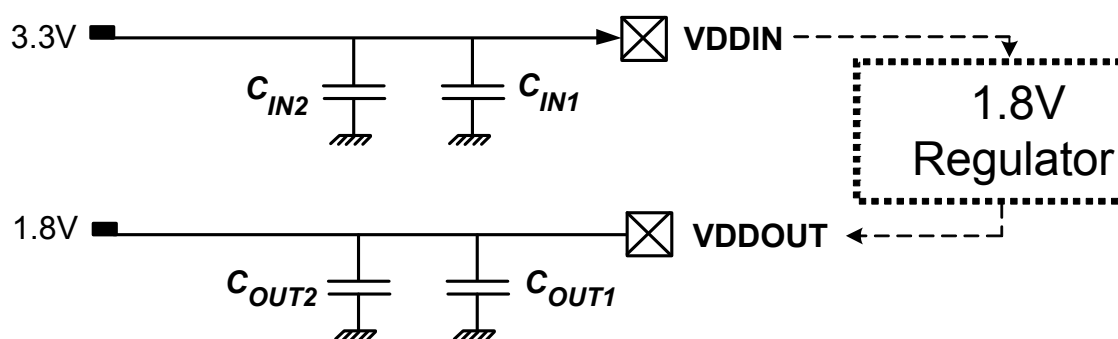 3.3V
VDDIN
C_IN2
C_IN1
1.8V
Regulator
1.8V
VDDOUT
C_OUT2
C_OUT1